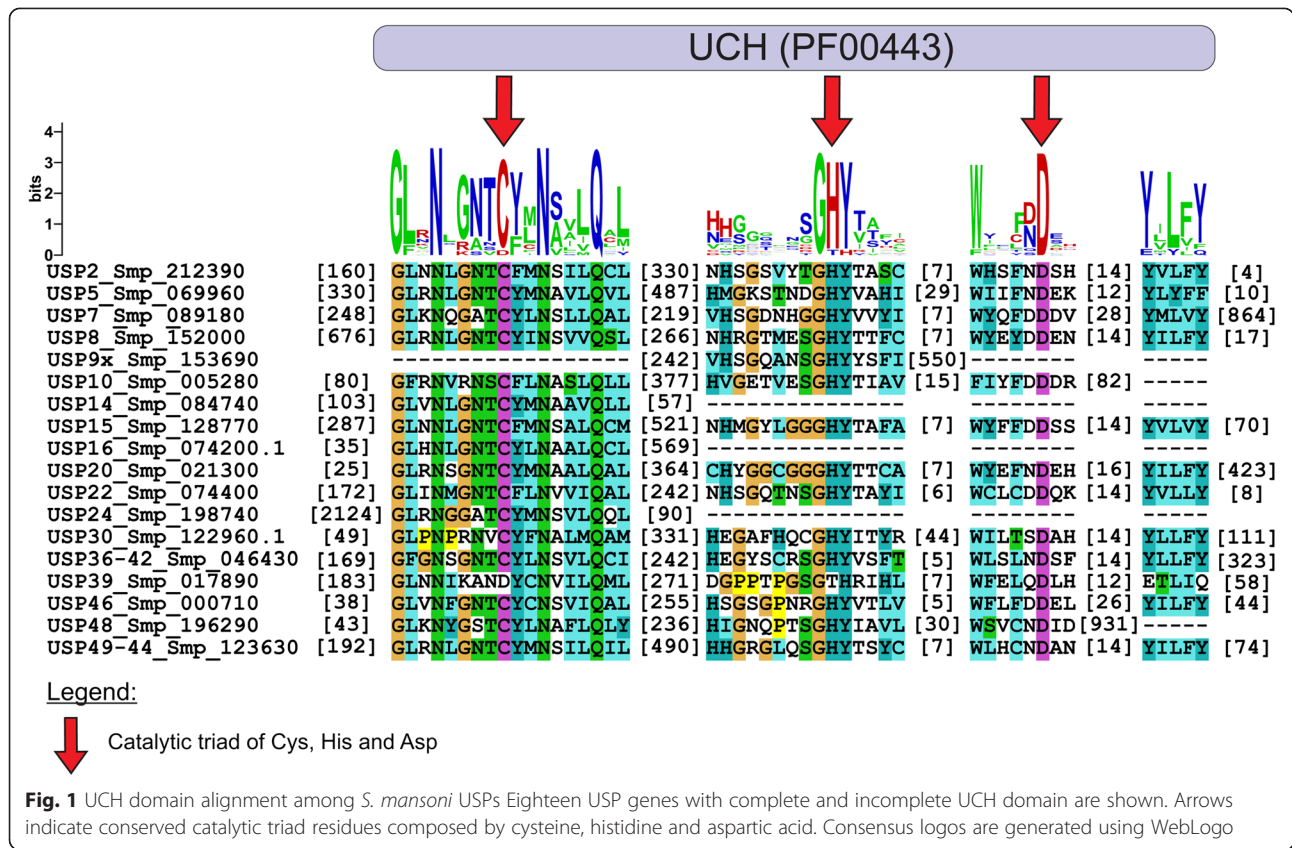 UCH (PF00443)
4
3
2
1
0
bits
USP2_Smp_212390 [160] GLNNLGNTCFMNSILQCL [330] NHSGSVYTGHYTASC [7] WHSFNDSH [14] YVLFY [4]
USP5_Smp_069960 [330] GLRNLGNTCYMNAVLQVL [487] HMGKSTNDGHYVAHI [29] WIIFNDEK [12] YLYFF [10]
USP7_Smp_089180 [248] GLKNQGATCYLNSLLQAL [219] VHSGDNHGGHYVVYI [7] WYQFDDDV [28] YMLVY [864]
USP8_Smp_152000 [676] GLRNLGNTCYINSVVQSL [266] NHRGTMESGHYTTFC [7] WYEYDDEN [14] YILFY [17]
USP9x_Smp_153690 ------------------ [242] VHSGQANSGHYYSFI [550] -------- -----
USP10_Smp_005280 [80] GFRNVRNSCFLNASLQLL [377] HVGETVESGHYTIAV [15] FIYFDDDR [82] -----
USP14_Smp_084740 [103] GLVNLGNTCYMNAAVQLL [57] --------------- -------- -----
USP15_Smp_128770 [287] GLNNLGNTCFMNSALQCM [521] NHMGYLGGGHYTAFA [7] WYFFDDSS [14] YVLVY [70]
USP16_Smp_074200.1 [35] GLHNLGNTCYLNAALQCL [569] --------------- -------- -----
USP20_Smp_021300 [25] GLRNSGNTCYMNAALQAL [364] CHYGGCGGGHYTTCA [7] WYEFNDEH [16] YILFY [423]
USP22_Smp_074400 [172] GLINMGNTCFLNVVIQAL [242] NHSGQTNSGHYTAYI [6] WCLCDDQK [14] YVLLY [8]
USP24_Smp_198740 [2124] GLRNGGATCYMNSVLQQL [90] --------------- -------- -----
USP30_Smp_122960.1 [49] GLPNPRNVCYFNALMQAM [331] HEGAFHQCGHYITYR [44] WILTSDAH [14] YLLFY [111]
USP36-42_Smp_046430 [169] GFGNSGNTCYLNSVLQCI [242] HEGYSCRSGHYVSFT [5] WLSLNDSF [14] YILFY [323]
USP39_Smp_017890 [183] GLNNIKANDYCNVILQML [271] DGPPTPGSGTHRIHL [7] WFELQDLH [12] ETLIQ [58]
USP46_Smp_000710 [38] GLVNFGNTCYCNSVIQAL [255] HSGSGPNRGHYVTLV [5] WFLFDDEL [26] YILFY [44]
USP48_Smp_196290 [43] GLKNYGSTCYLNAFLQLY [236] HIGNQPTSGHYIAVL [30] WSVCNDID [931] -----
USP49-44_Smp_123630 [192] GLRNLGNTCYMNSILQIL [490] HHGRGLQSGHYTSYC [7] WLHCNDAN [14] YILFY [74]
Legend:
Catalytic triad of Cys, His and Asp
Fig. 1 UCH domain alignment among S. mansoni USPs Eighteen USP genes with complete and incomplete UCH domain are shown. Arrows
indicate conserved catalytic triad residues composed by cysteine, histidine and aspartic acid. Consensus logos are generated using WebLogo